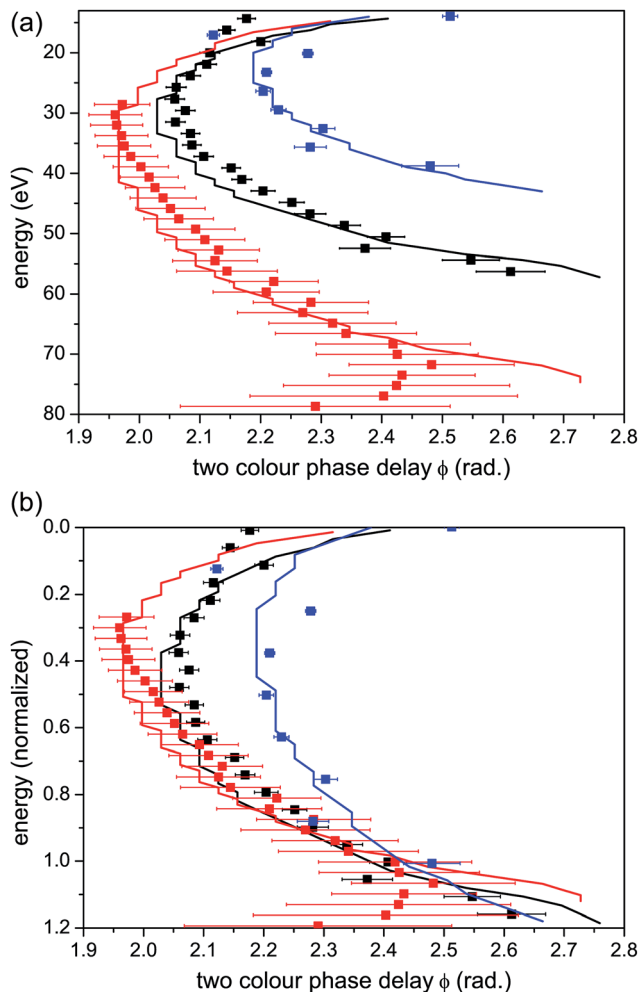 (a)
10
20
30
40
50
60
70
80
energy (eV)
1.9 2.0 2.1 2.2 2.3 2.4 2.5 2.6 2.7 2.8
two colour phase delay ϕ (rad.)
(b)
0.0
0.2
0.4
0.6
0.8
1.0
1.2
energy (normalized)
1.9 2.0 2.1 2.2 2.3 2.4 2.5 2.6 2.7 2.8
two colour phase delay ϕ (rad.)